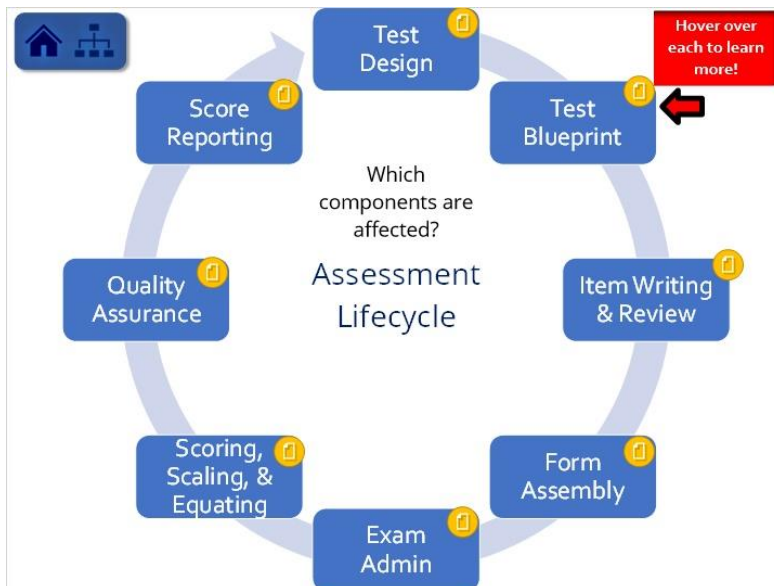 Test
Design
Hover over
each to learn
more!
Test
Blueprint
Score
Reporting
Which
components are
affected?
Assessment
Lifecycle
Quality
Assurance
Item Writing
& Review
Scoring,
Scaling, &
Equating
Form
Assembly
Exam
Admin